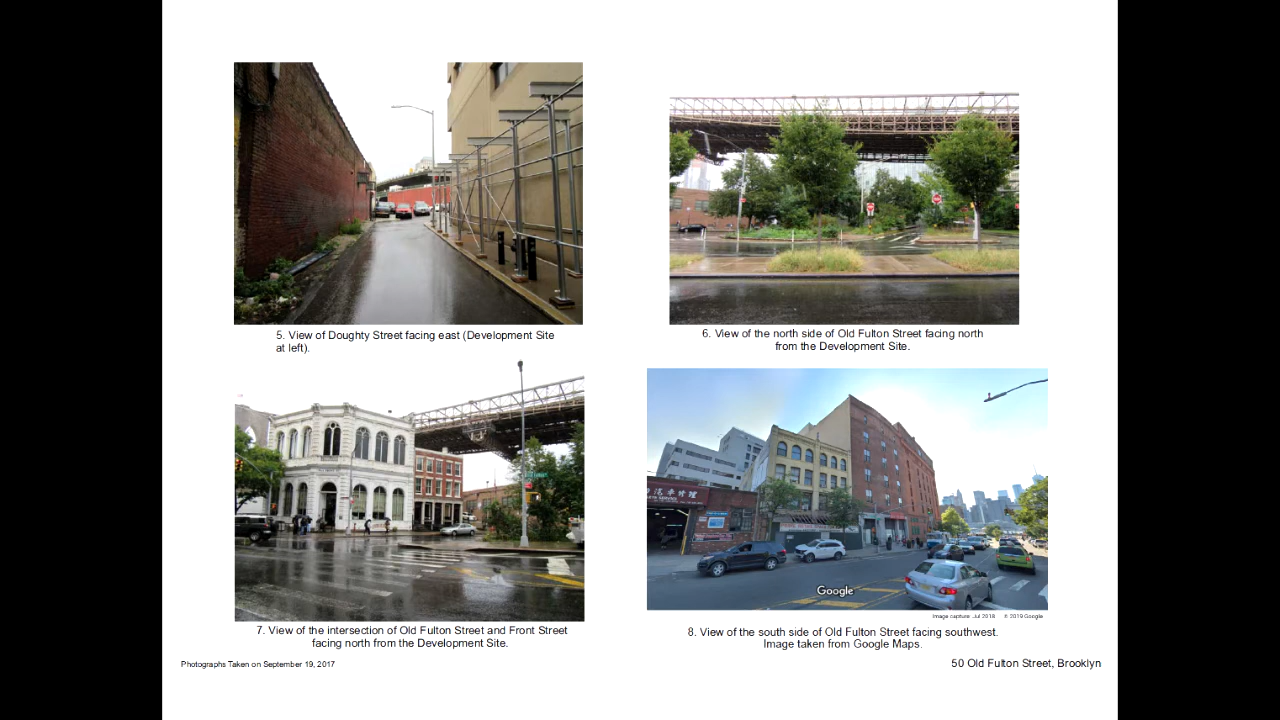 5. View of Doughty Street facing east (Development Site
at left).
6. View of the north side of Old Fulton Street facing north
from the Development Site.
汽车修理
Google
Image capture: Jul 2018 © 2019 Google
7. View of the intersection of Old Fulton Street and Front Street
facing north from the Development Site.
8. View of the south side of Old Fulton Street facing southwest.
Image taken from Google Maps.
Photographs Taken on September 19, 2017
50 Old Fulton Street, Brooklyn